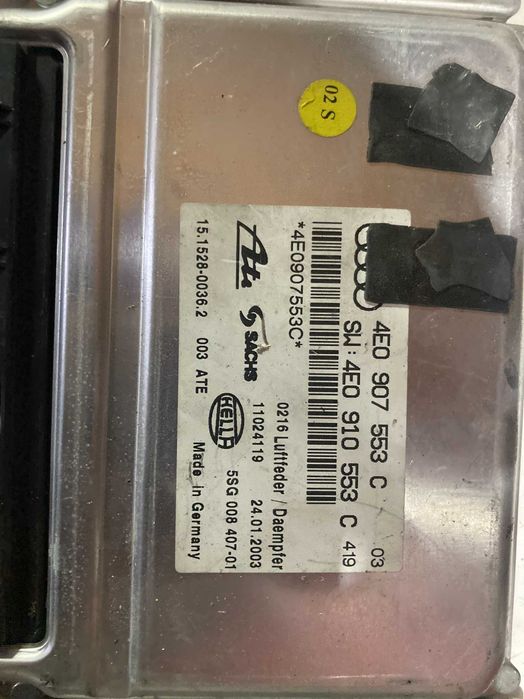 02 S
4E0 907 553 C 03
SW:4E0 910 553 C 419
*4E0907553C*
0216 Luftfeder / Daempfer
Ate SACHS 11024119 24.01.2003
HELLA 5SG 008 407-01
15.1528-0036.2 003 ATE Made in Germany